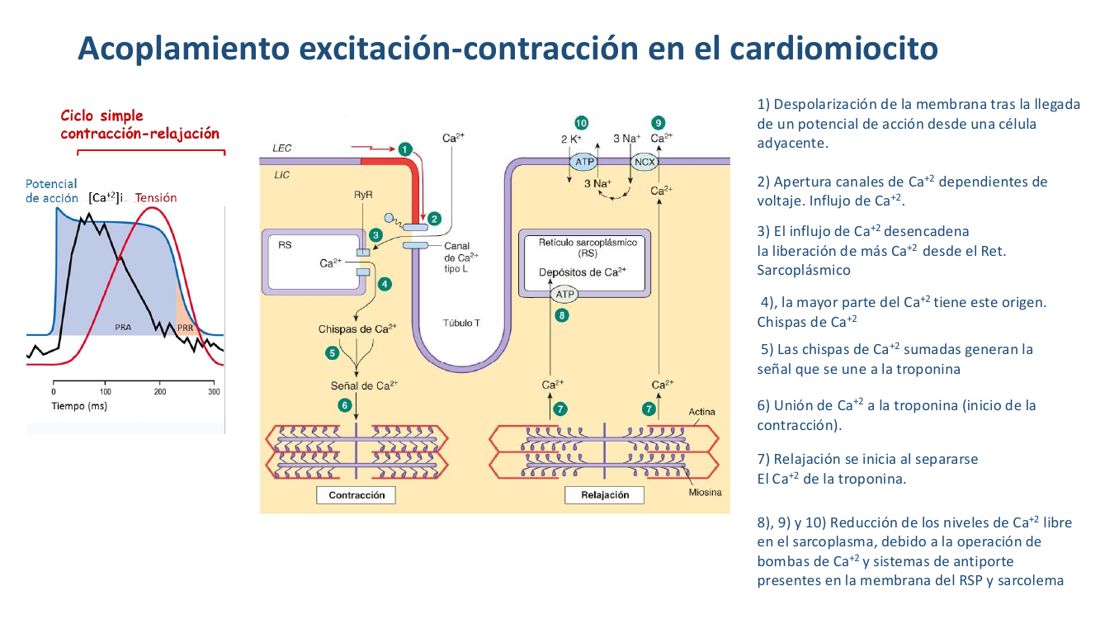 Acoplamiento excitación-contracción en el cardiomiocito
Ciclo simple
contracción-relajación
Potencial
de acción
[Ca⁺²]i
Tensión
PRA
PRR
0
100
200
300
Tiempo (ms)
LEC
LIC
1
Ca²⁺
10
2 K⁺
ATP
3 Na⁺
3 Na⁺
9
Ca²⁺
NCX
Ca²⁺
RyR
2
3
RS
Ca²⁺
4
Canal
de Ca²⁺
tipo L
Retículo sarcoplásmico
(RS)
Depósitos de Ca²⁺
ATP
8
Túbulo T
Chispas de Ca²⁺
5
Señal de Ca²⁺
6
Ca²⁺
7
Ca²⁺
7
Actina
Miosina
Contracción
Relajación
1) Despolarización de la membrana tras la llegada
de un potencial de acción desde una célula
adyacente.
2) Apertura canales de Ca⁺² dependientes de
voltaje. Influjo de Ca⁺².
3) El influjo de Ca⁺² desencadena
la liberación de más Ca⁺² desde el Ret.
Sarcoplásmico
4), la mayor parte del Ca⁺² tiene este origen.
Chispas de Ca⁺²
5) Las chispas de Ca⁺² sumadas generan la
señal que se une a la troponina
6) Unión de Ca⁺² a la troponina (inicio de la
contracción).
7) Relajación se inicia al separarse
El Ca⁺² de la troponina.
8), 9) y 10) Reducción de los niveles de Ca⁺² libre
en el sarcoplasma, debido a la operación de
bombas de Ca⁺² y sistemas de antiporte
presentes en la membrana del RSP y sarcolema